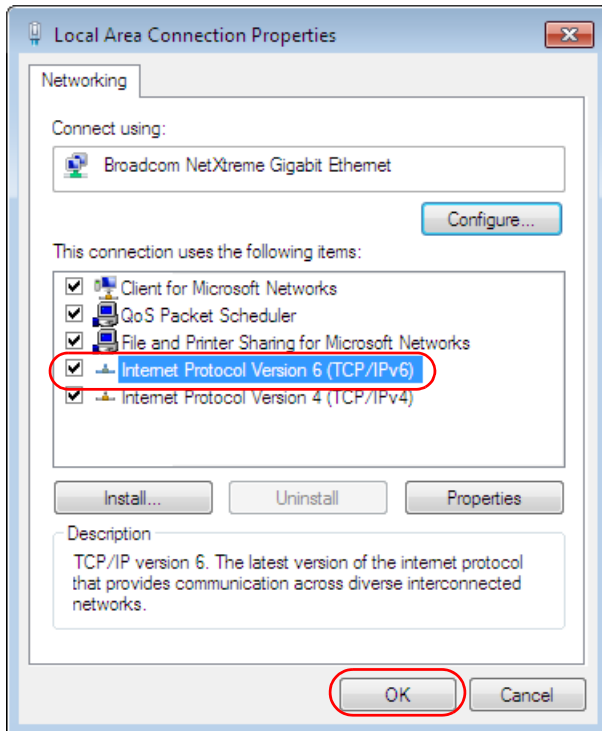 Local Area Connection Properties
Networking
Connect using:
Broadcom NetXtreme Gigabit Ethernet
Configure...
This connection uses the following items:
Client for Microsoft Networks
QoS Packet Scheduler
File and Printer Sharing for Microsoft Networks
Internet Protocol Version 6 (TCP/IPv6)
Internet Protocol Version 4 (TCP/IPv4)
Install...
Uninstall
Properties
Description
TCP/IP version 6. The latest version of the internet protocol
that provides communication across diverse interconnected
networks.
OK
Cancel